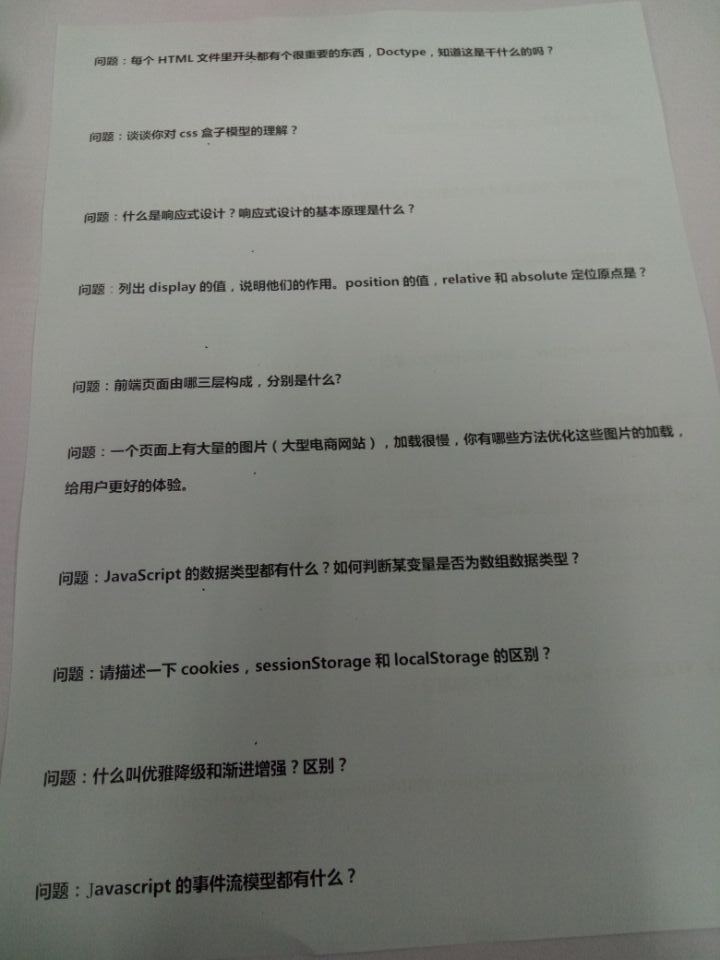 问题：每个 HTML 文件里开头都有个很重要的东西，Doctype，知道这是干什么的吗？
问题：谈谈你对 css 盒子模型的理解？
问题：什么是响应式设计？响应式设计的基本原理是什么？
问题：列出 display 的值，说明他们的作用。position 的值，relative 和 absolute 定位原点是？
问题：前端页面由哪三层构成，分别是什么?
问题：一个页面上有大量的图片（大型电商网站），加载很慢，你有哪些方法优化这些图片的加载，
给用户更好的体验。
问题：JavaScript 的数据类型都有什么？如何判断某变量是否为数组数据类型？
问题：请描述一下 cookies，sessionStorage 和 localStorage 的区别？
问题：什么叫优雅降级和渐进增强？区别？
问题：Javascript 的事件流模型都有什么？